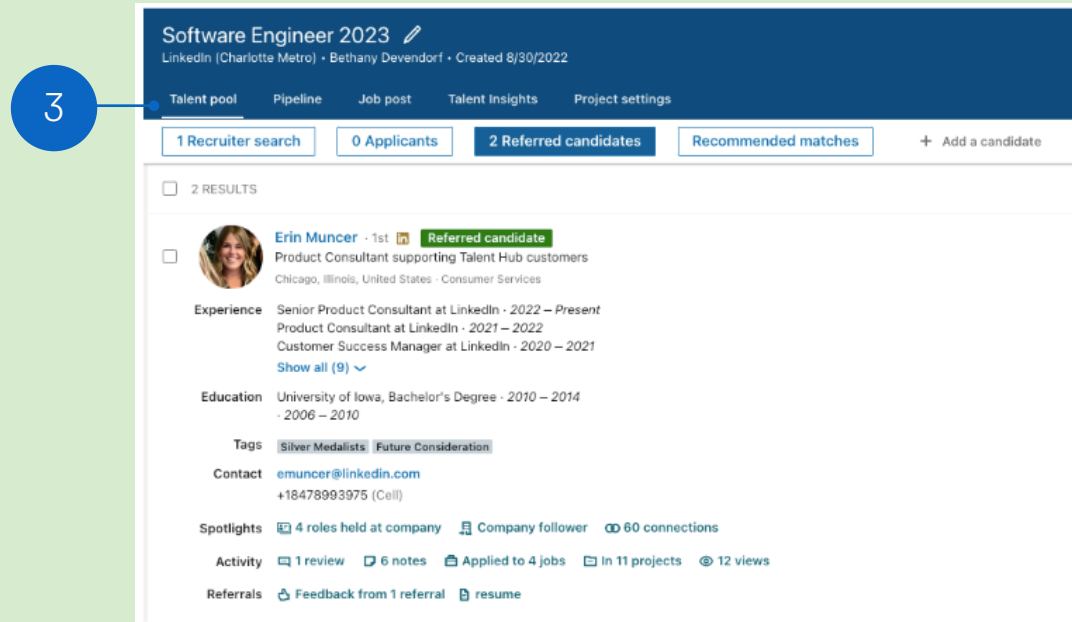 Software Engineer 2023
LinkedIn (Charlotte Metro) • Bethany Devendorf • Created 8/30/2022
3
Talent pool Pipeline Job post Talent Insights Project settings
1 Recruiter search 0 Applicants 2 Referred candidates Recommended matches + Add a candidate
2 RESULTS
Erin Muncer · 1st in Referred candidate
Product Consultant supporting Talent Hub customers
Chicago, Illinois, United States · Consumer Services
Experience Senior Product Consultant at LinkedIn · 2022 – Present
Product Consultant at LinkedIn · 2021 – 2022
Customer Success Manager at LinkedIn · 2020 – 2021
Show all (9)
Education University of Iowa, Bachelor's Degree · 2010 – 2014
· 2006 – 2010
Tags Silver Medalists Future Consideration
Contact emuncer@linkedin.com
+18478993975 (Cell)
Spotlights 4 roles held at company Company follower 60 connections
Activity 1 review 6 notes Applied to 4 jobs In 11 projects 12 views
Referrals Feedback from 1 referral resume